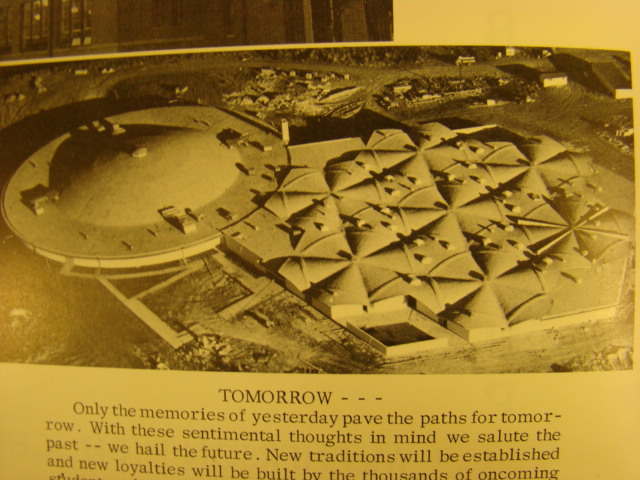 TOMORROW - - -
Only the memories of yesterday pave the paths for tomor-
row. With these sentimental thoughts in mind we salute the
past -- we hail the future. New traditions will be established
and new loyalties will be built by the thousands of oncoming